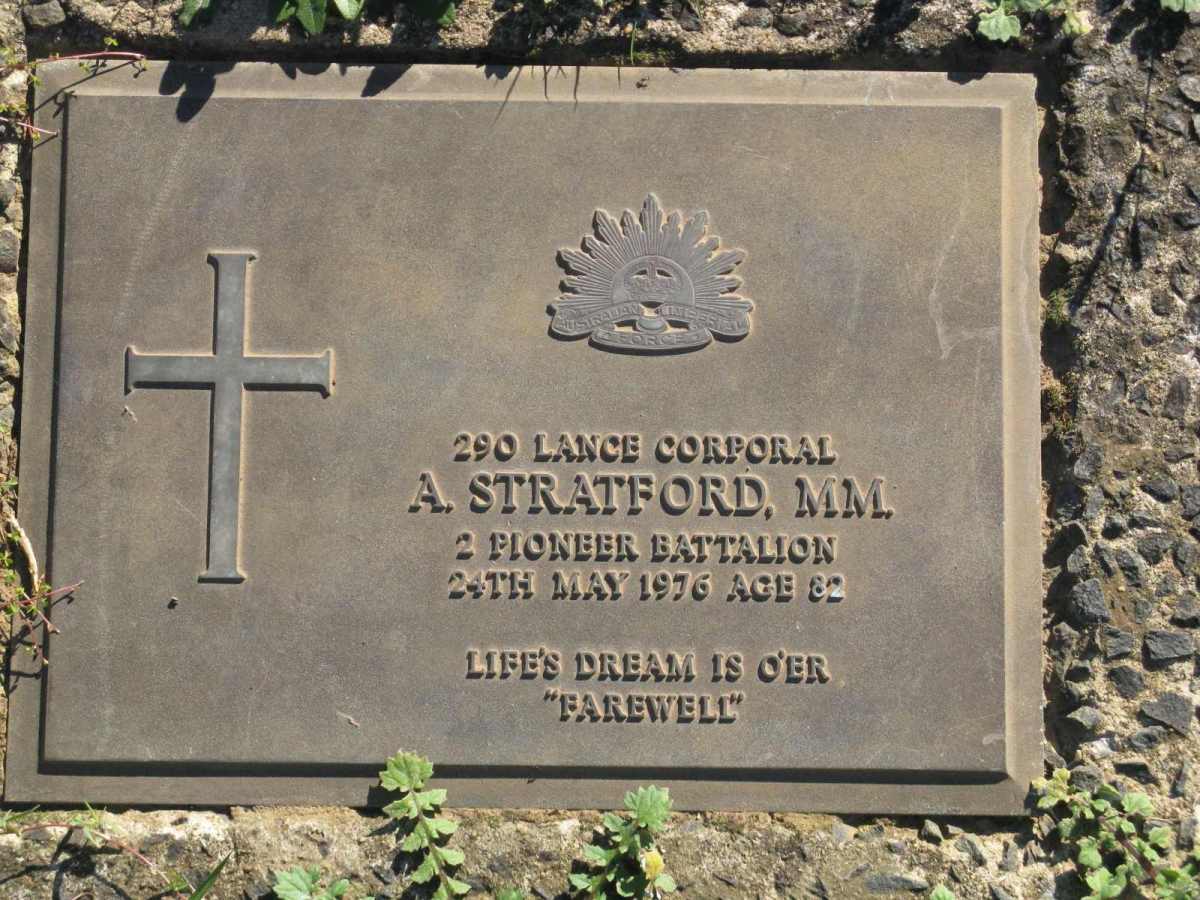 AUSTRALIAN IMPERIAL
FORCES
290 LANCE CORPORAL
A. STRATFORD, MM.
2 PIONEER BATTALION
24TH MAY 1976 AGE 82
LIFE'S DREAM IS O'ER
"FAREWELL"